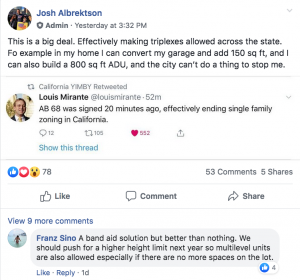 Josh Albrektson
Admin · Yesterday at 3:32 PM
This is a big deal. Effectively making triplexes allowed across the state.
Fo example in my home I can convert my garage and add 150 sq ft, and I
can also build a 800 sq ft ADU, and the city can't do a thing to stop me.
California YIMBY Retweeted
Louis Mirante @louismirante · 52m
AB 68 was signed 20 minutes ago, effectively ending single family
zoning in California.
12 105 552
Show this thread
78 53 Comments 5 Shares
Like Comment Share
View 9 more comments
Franz Sino A band aid solution but better than nothing. We
should push for a higher height limit next year so multilevel units
are also allowed especially if there are no more spaces on the lot.
4
Like · Reply · 1d